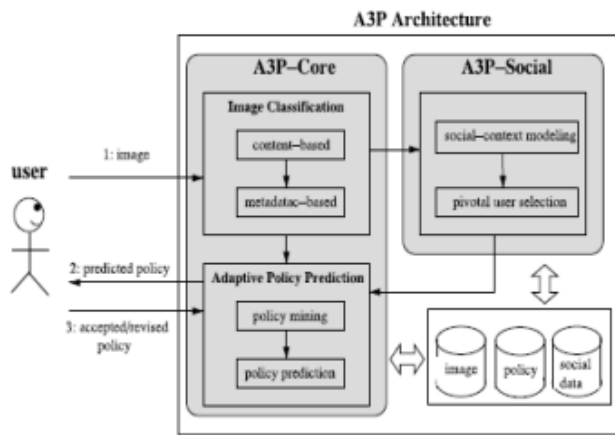 A3P Architecture
A3P–Core
A3P–Social
Image Classification
content–based
metadatac–based
social–context modeling
pivotal user selection
1: image
user
2: predicted policy
3: accepted/revised
policy
Adaptive Policy Prediction
policy mining
policy prediction
image
policy
social
data